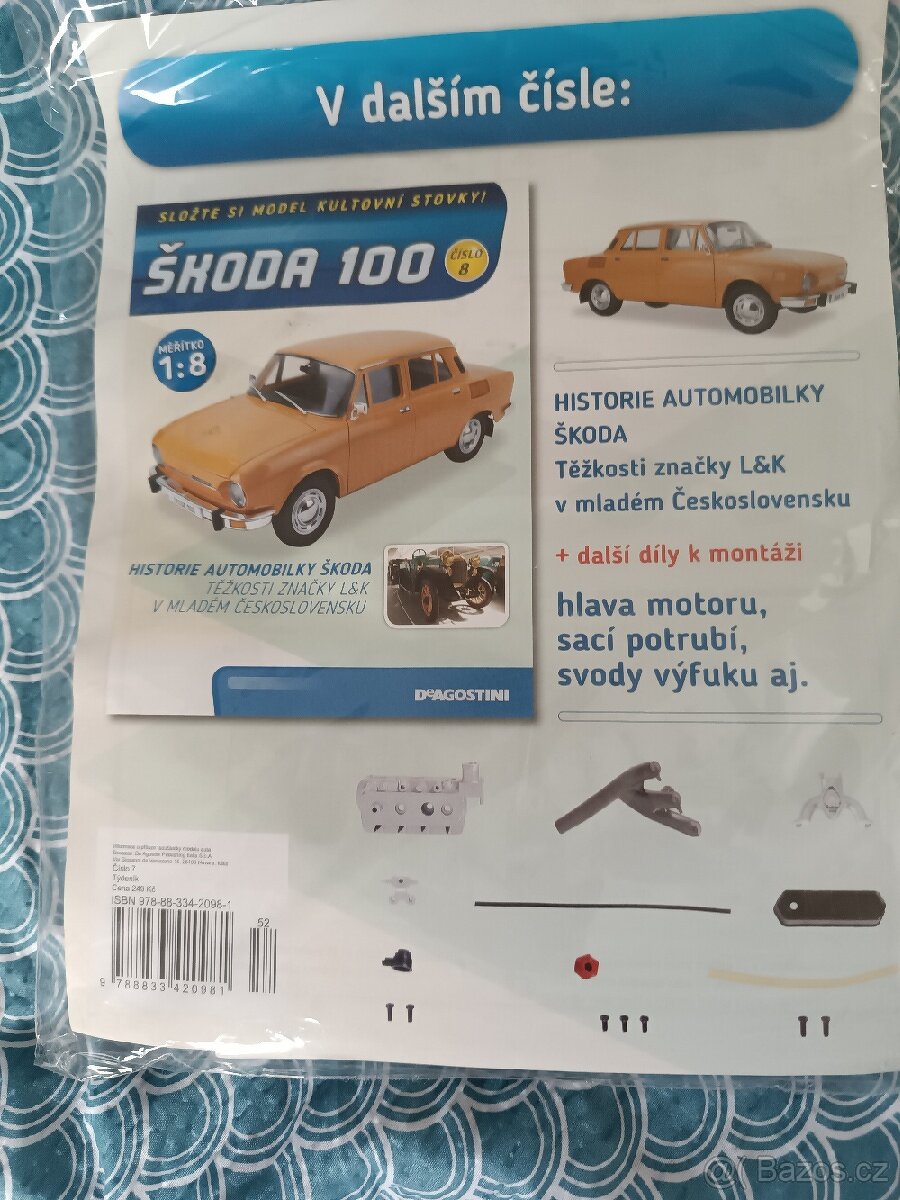 V dalším čísle:
SLOŽTE SI MODEL KULTOVNÍ STOVKY!
ŠKODA 100
ČÍSLO
8
MĚŘÍTKO
1:8
HISTORIE AUTOMOBILKY ŠKODA
TĚŽKOSTI ZNAČKY L&K
V MLADÉM ČESKOSLOVENSKU
DeAGOSTINI
HISTORIE AUTOMOBILKY
ŠKODA
Těžkosti značky L&K
v mladém Československu
+ další díly k montáži
hlava motoru,
sací potrubí,
svody výfuku aj.
Číslo 7
Týdeník
Cena 249 Kč
ISBN 978-88-334-2098-1
52
9 788833 420981
@ Bazos.cz